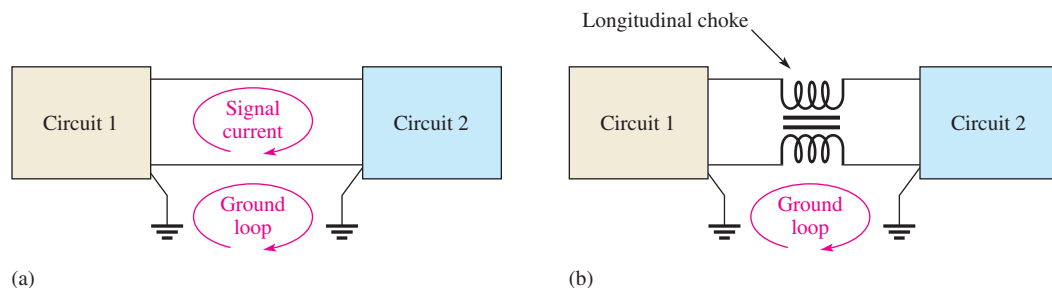 Circuit 1
Signal
current
Circuit 2
Ground
loop
(a)
Longitudinal choke
Circuit 1
Circuit 2
Ground
loop
(b)